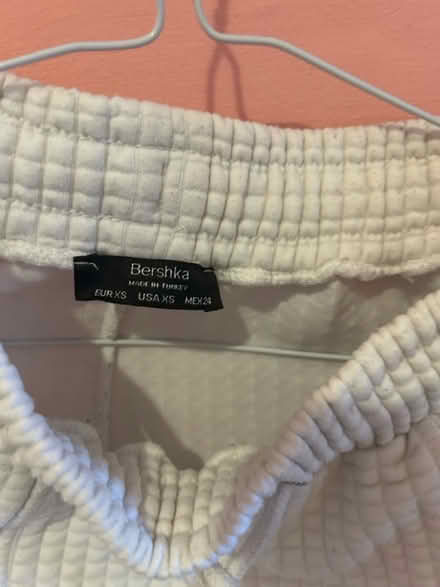 Bershka
MADE IN TURKEY
EUR XS USA XS MEX 24